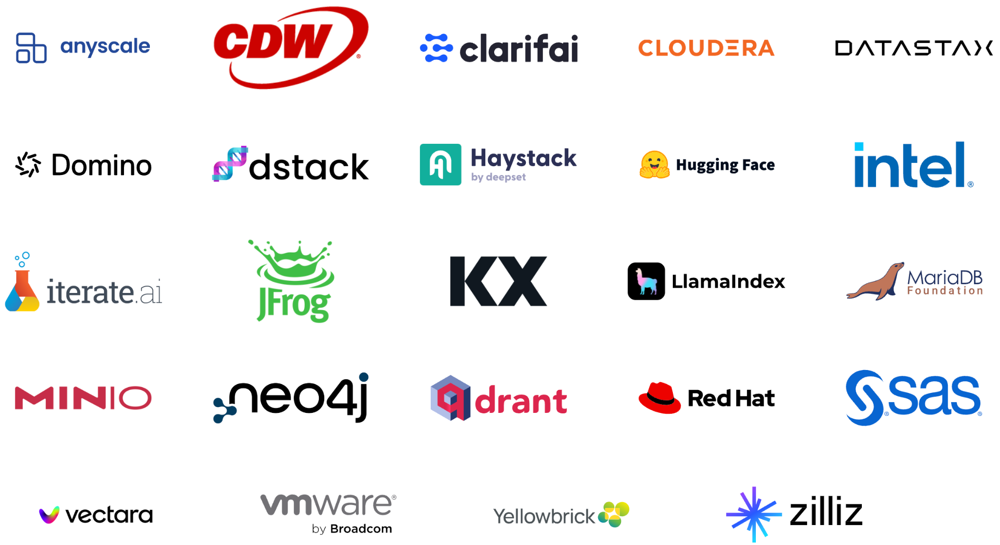 anyscale
CDW®
clarifai
CLOUDERA
DATASTAX
Domino
dstack
Haystack
by deepset
Hugging Face
intel®
iterate.ai
JFrog
KX
LlamaIndex
MariaDB
Foundation
MINIO
neo4j
qdrant
Red Hat
®sas®
vectara
vmware®
by Broadcom
Yellowbrick
zilliz